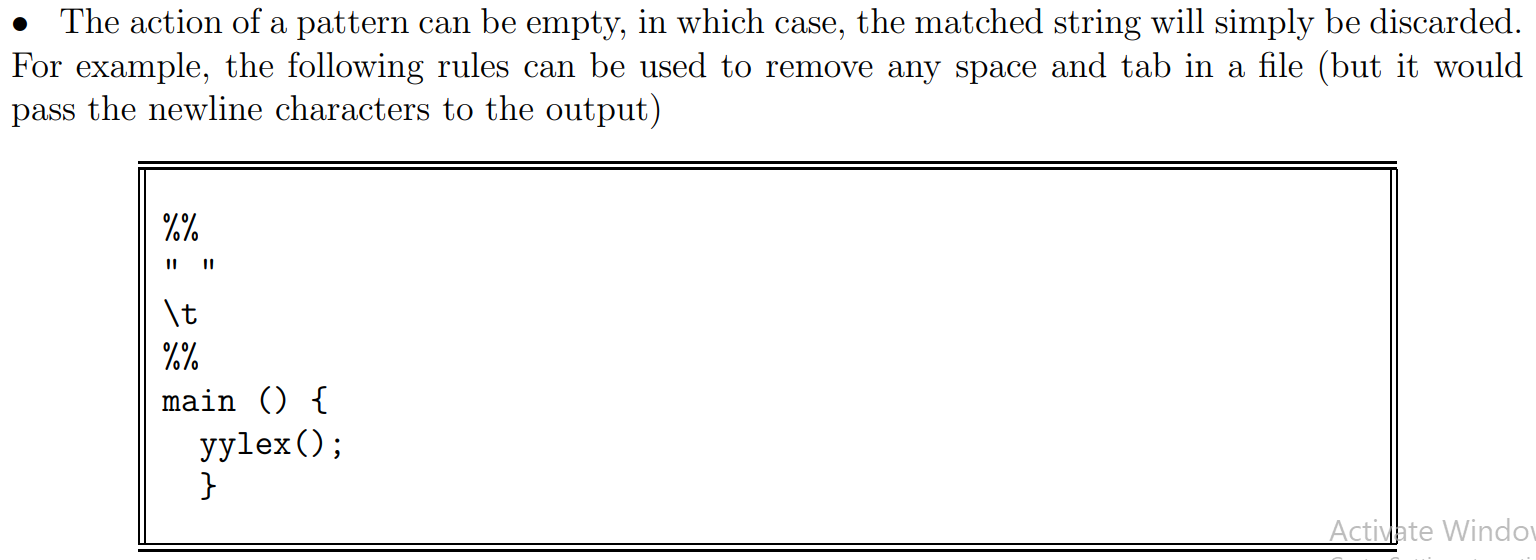 • The action of a pattern can be empty, in which case, the matched string will simply be discarded.
For example, the following rules can be used to remove any space and tab in a file (but it would
pass the newline characters to the output)
%%
" "
\t
%%
main () {
yylex();
}
Activate Window